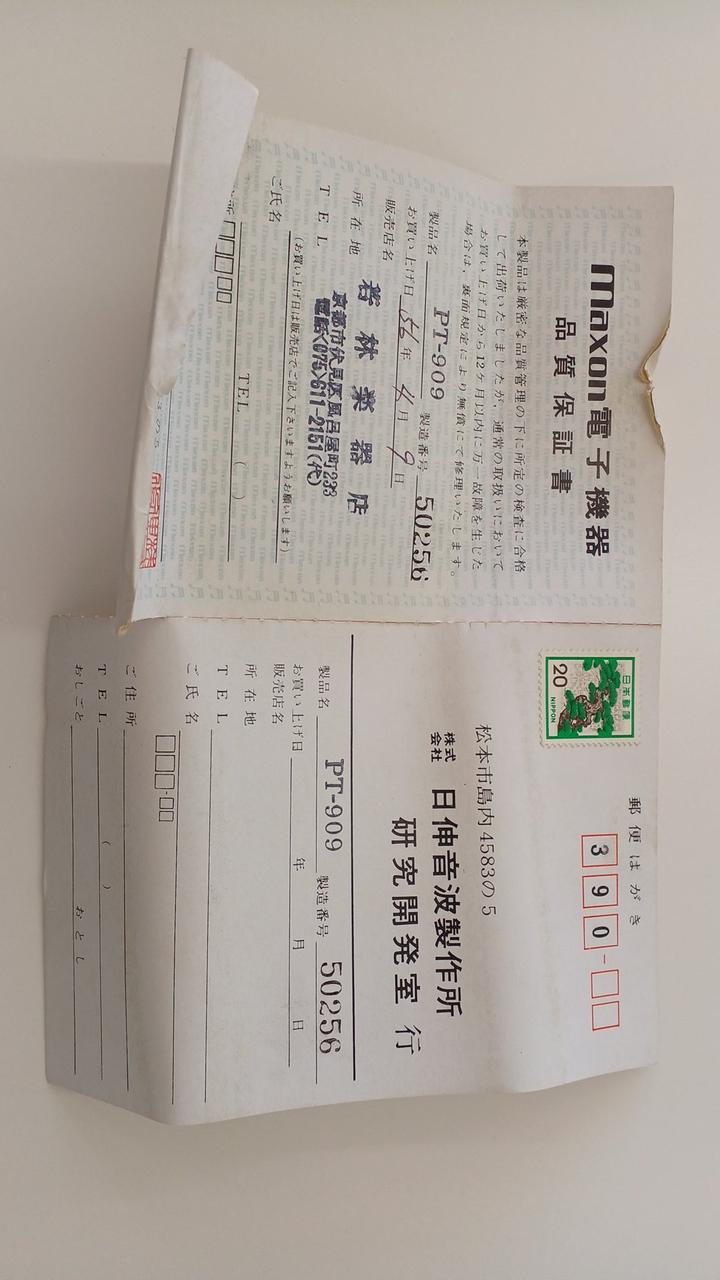 maxon電子機器
品質保証書
本製品は厳密な品質管理の下に所定の検査に合格
して出荷いたしましたが、通常の取扱いにおいて
お買い上げ日から12ヶ月以内に万一故障を生じた
場合は、裏面規定により無償にて修理いたします。
製品名 PT-909 製造番号 50256
お買い上げ日 56年 4月 9日
販売店名 若林楽器店
所在地 京都市伏見区風呂屋町233
TEL 電話<075>611-2151(代)
(お買い上げ日は販売店でご記入下さいますようお願いします)
ご氏名
TEL ( )
郵便はがき
390-
日本郵便
20
NIPPON
松本市島内4583の5
株式会社 日伸音波製作所
研究開発室 行
製品名 PT-909 製造番号 50256
お買い上げ日 年 月 日
販売店名
所在地
TEL
ご氏名
ご住所
TEL ( )
おしごと おとし